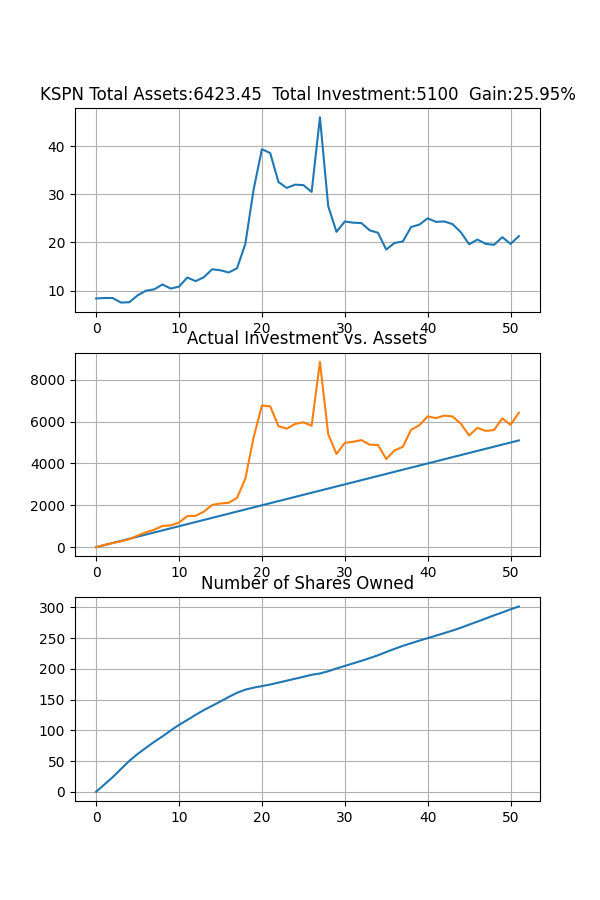 KSPN Total Assets:6423.45  Total Investment:5100  Gain:25.95%
40
30
20
10
0 10 20 30 40 50
Actual Investment vs. Assets
8000
6000
4000
2000
0
0 10 20 30 40 50
Number of Shares Owned
300
250
200
150
100
50
0
0 10 20 30 40 50